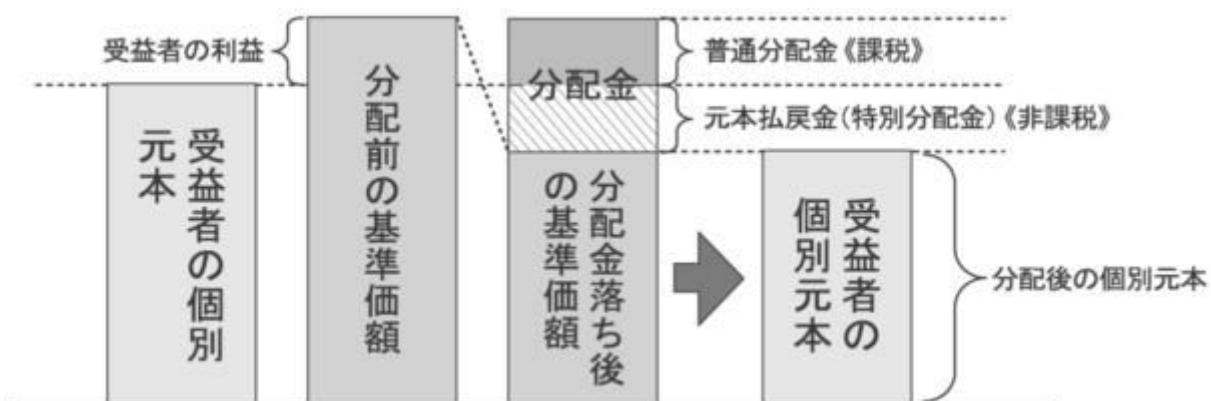 受益者の利益
受益者の個別
元本
分配前の基準価額
分配金
分配金落ち後
の基準価額
普通分配金《課税》
元本払戻金(特別分配金)《非課税》
受益者の
個別元本
分配後の個別元本